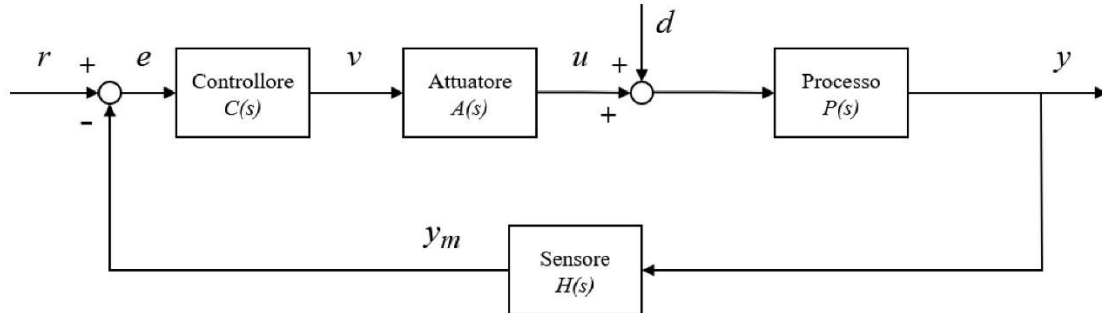 d
r
+
e
Controllore
C(s)
v
Attuatore
A(s)
u
+
+
Processo
P(s)
y
-
y_m
Sensore
H(s)